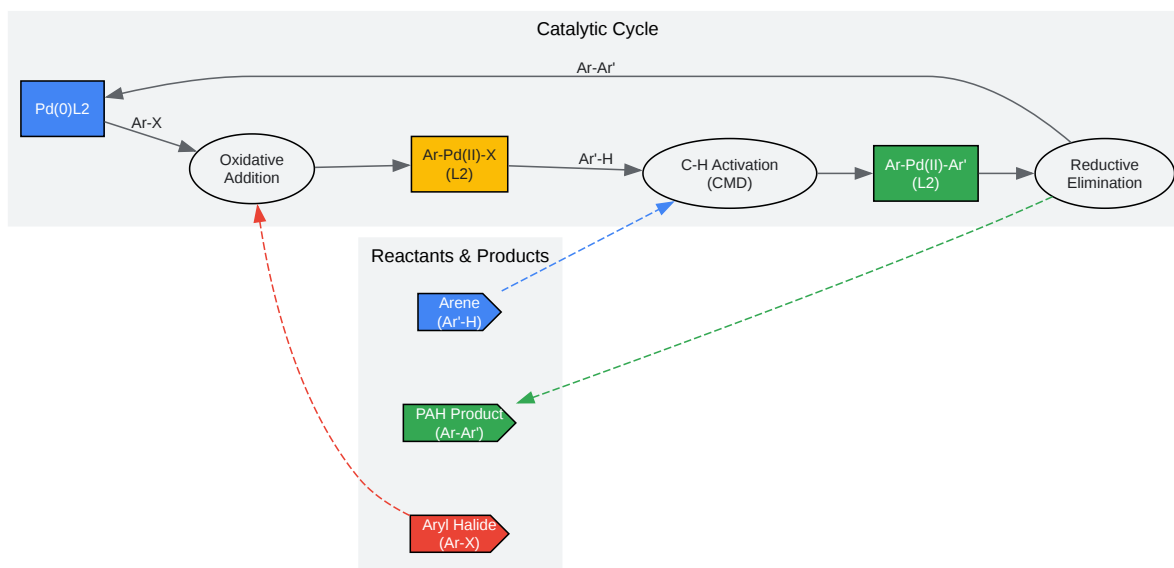 Catalytic Cycle
Ar-Ar'
Pd(0)L2
Ar-X
Oxidative
Addition
Ar-Pd(II)-X
(L2)
Ar'-H
C-H Activation
(CMD)
Ar-Pd(II)-Ar'
(L2)
Reductive
Elimination
Reactants & Products
Arene
(Ar'-H)
PAH Product
(Ar-Ar')
Aryl Halide
(Ar-X)